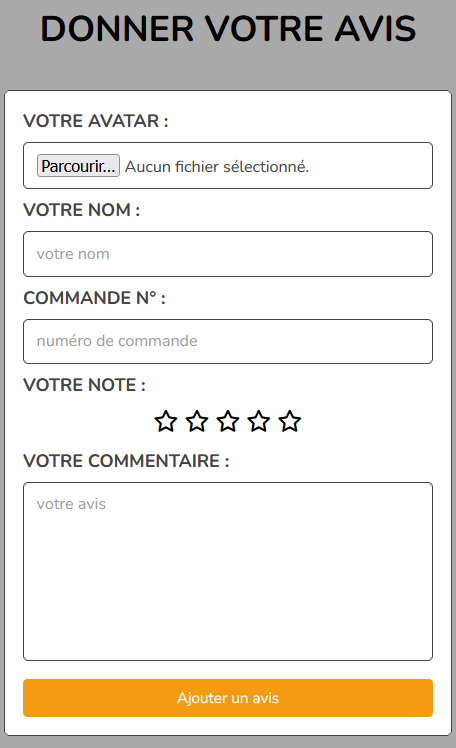 DONNER VOTRE AVIS
VOTRE AVATAR :
Parcourir... Aucun fichier sélectionné.
VOTRE NOM :
votre nom
COMMANDE N° :
numéro de commande
VOTRE NOTE :
VOTRE COMMENTAIRE :
votre avis
Ajouter un avis